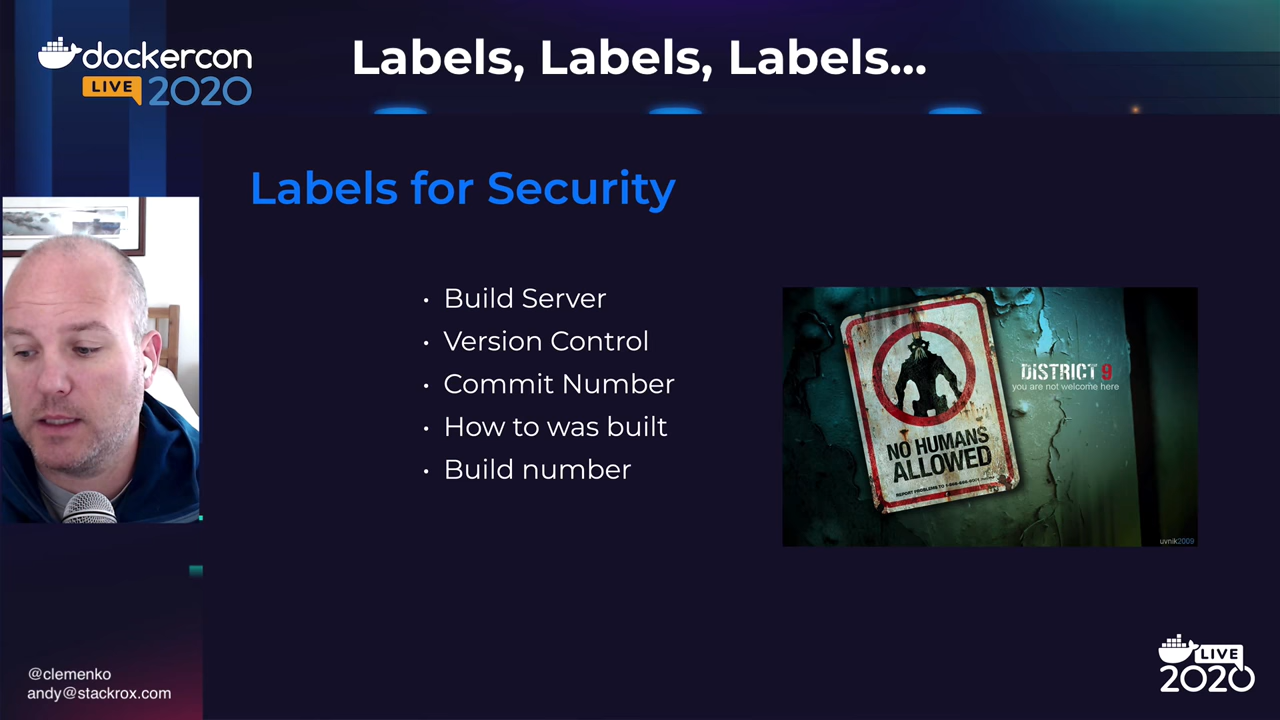 dockercon
LIVE 2020
Labels, Labels, Labels...
Labels for Security
• Build Server
• Version Control
• Commit Number
• How to was built
• Build number
DISTRICT 9
you are not welcome here
NO HUMANS
ALLOWED
uvnik2009
@clemenko
andy@stackrox.com
LIVE
2020